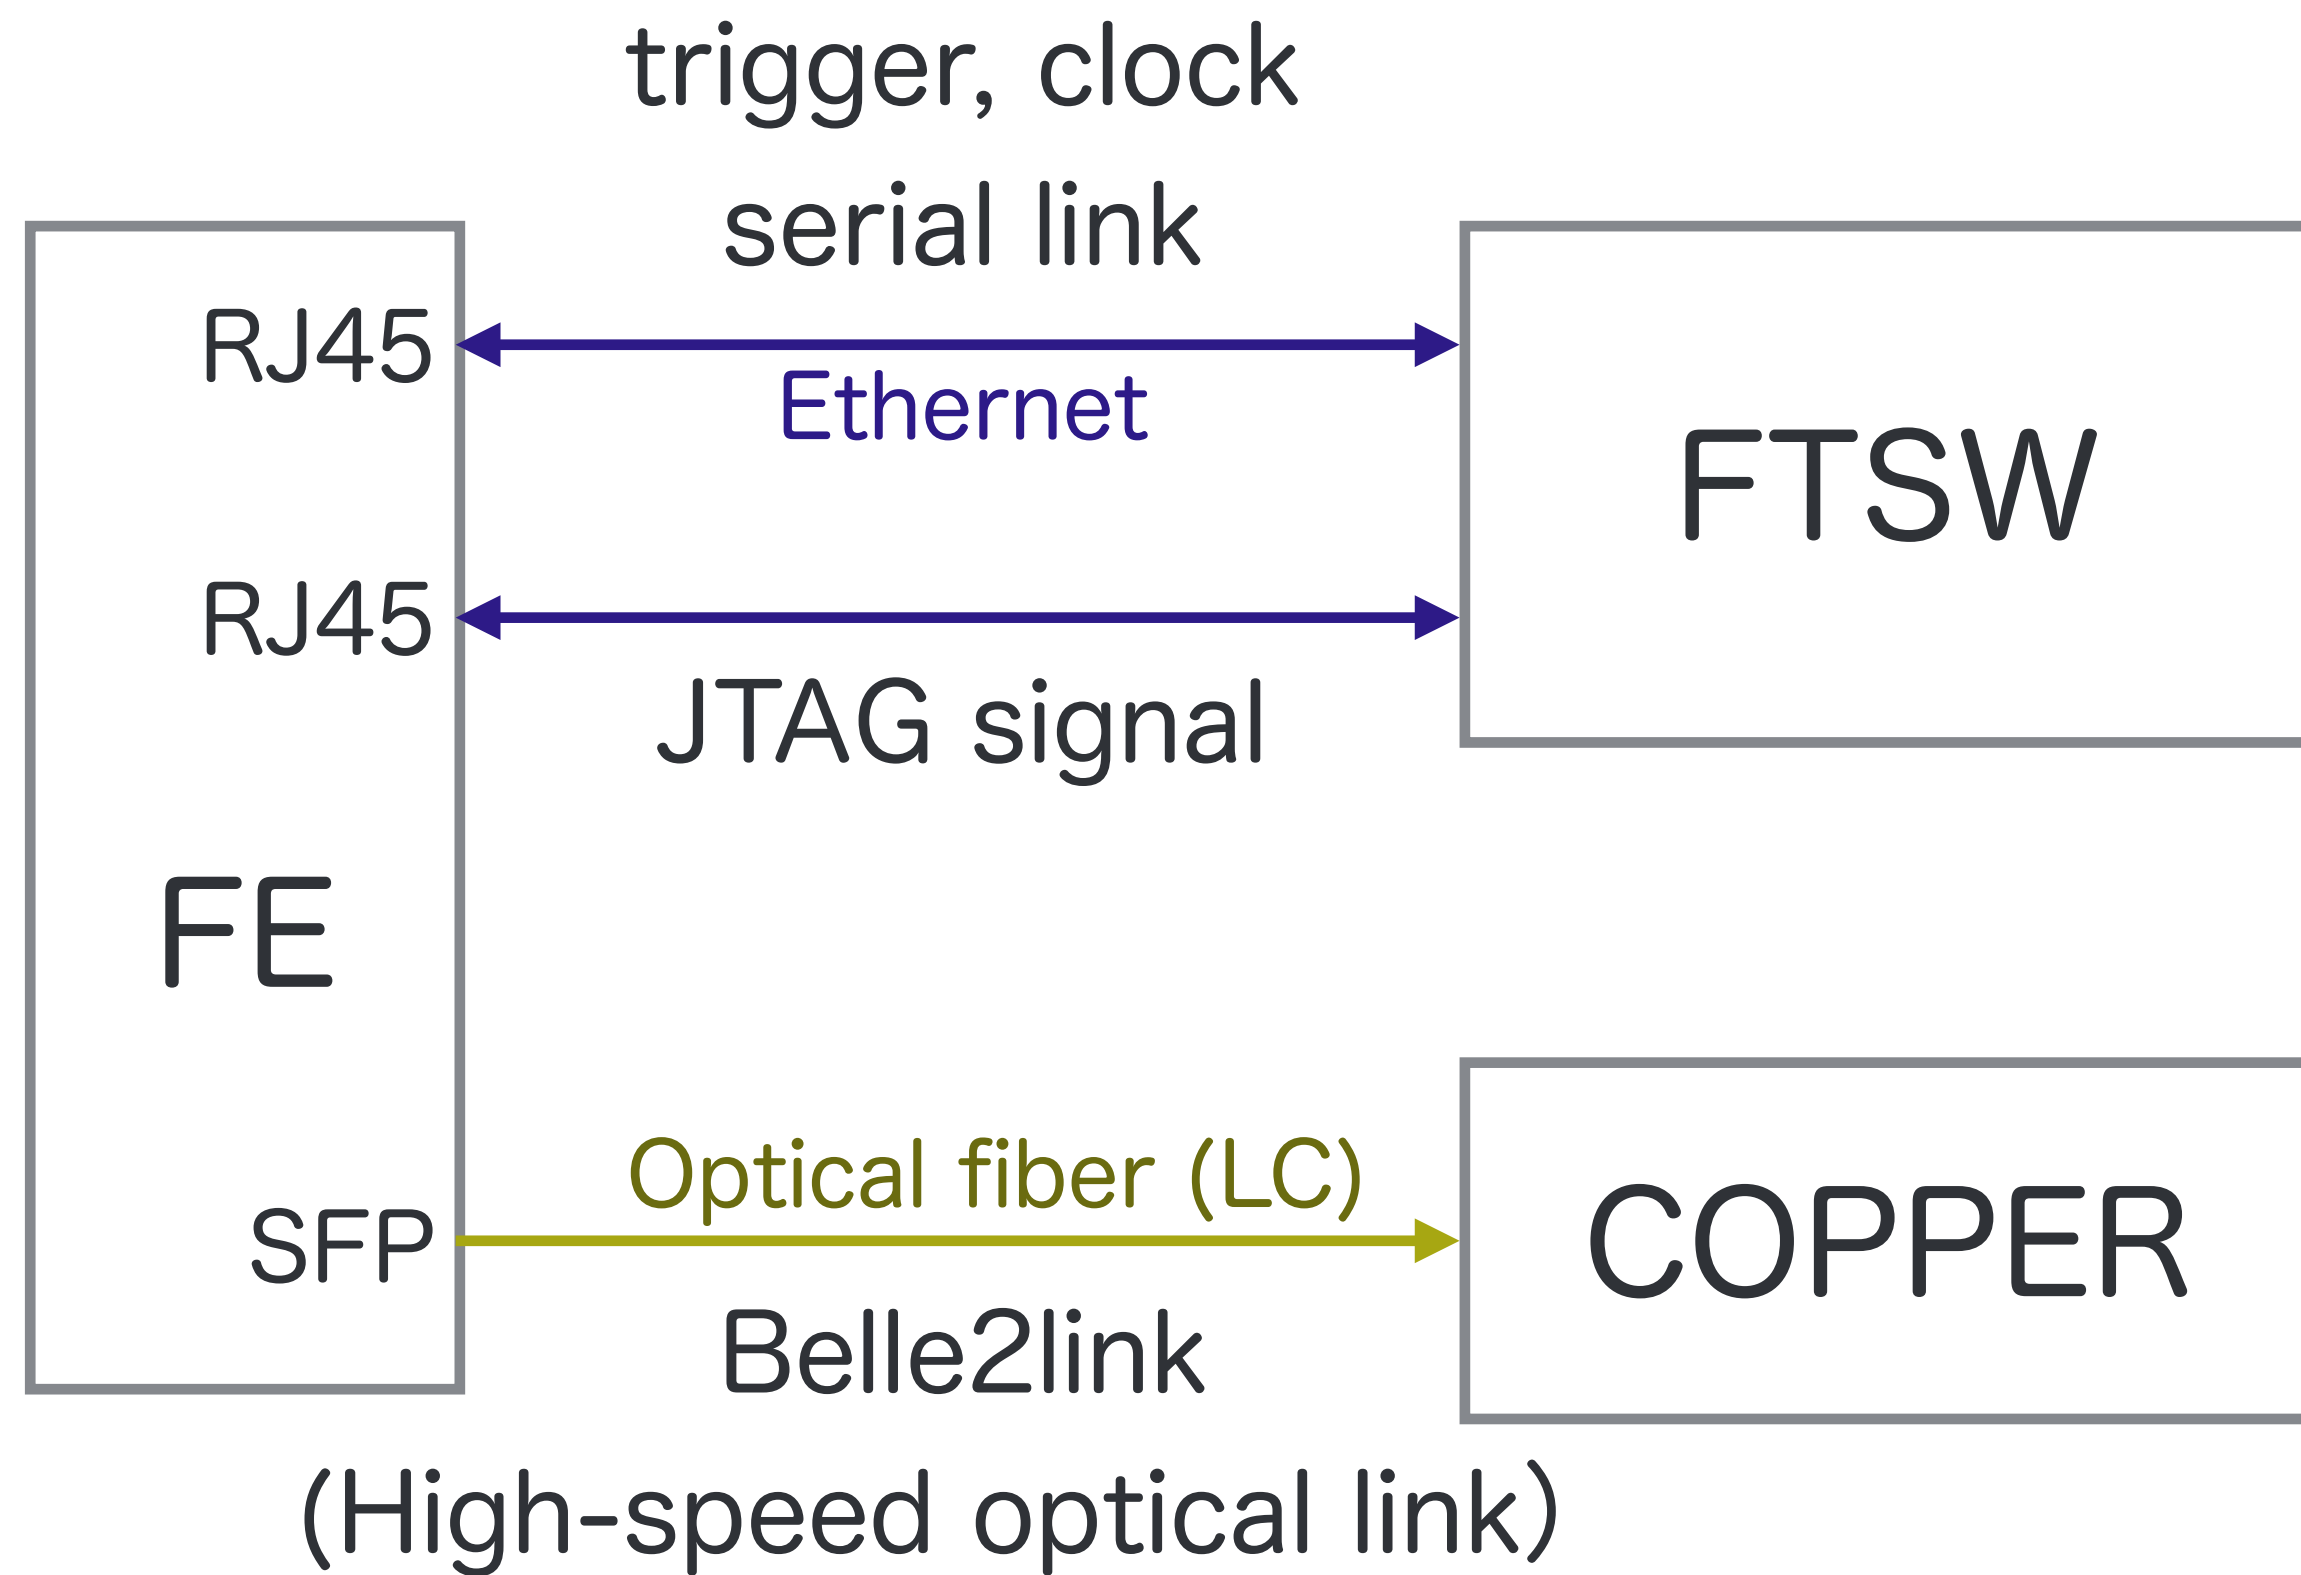 trigger, clock
serial link
RJ45
Ethernet
FTSW
RJ45
JTAG signal
FE
Optical fiber (LC)
SFP
COPPER
Belle2link
(High-speed optical link)